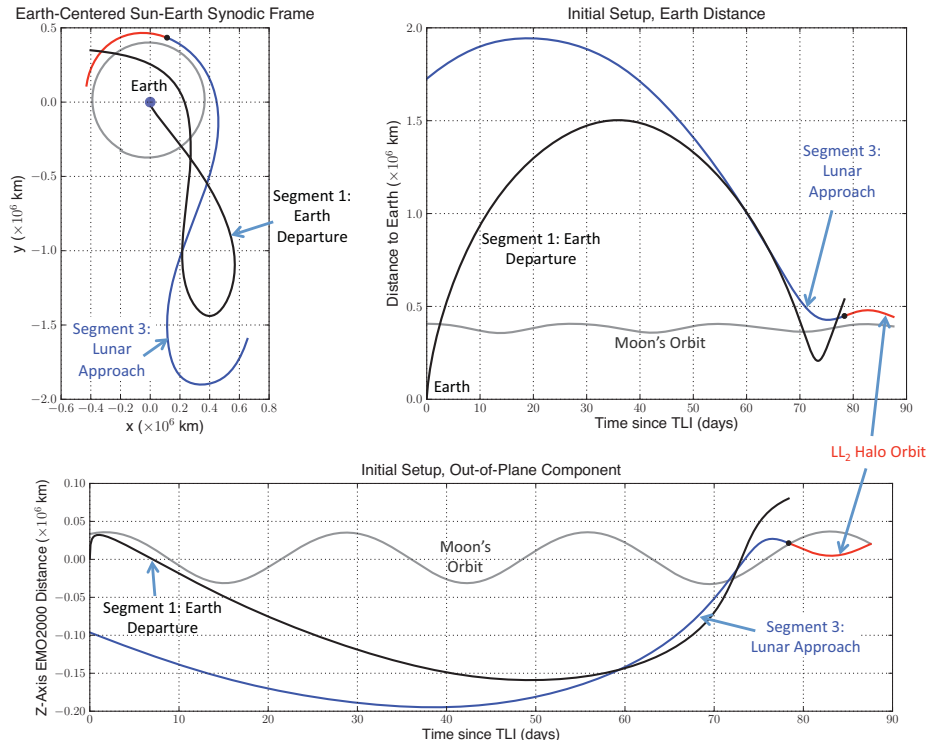 Earth-Centered Sun-Earth Synodic Frame
0.5
0.0
−0.5
−1.0
−1.5
−2.0
y (×10⁶ km)
−0.6
−0.4
−0.2
0.0
0.2
0.4
0.6
0.8
x (×10⁶ km)
Earth
Segment 1:
Earth
Departure
Segment 3:
Lunar
Approach
Initial Setup, Earth Distance
2.0
1.5
1.0
0.5
0.0
Distance to Earth (×10⁶ km)
0
10
20
30
40
50
60
70
80
90
Time since TLI (days)
Segment 3:
Lunar
Approach
Segment 1: Earth
Departure
Moon's Orbit
Earth
LL₂ Halo Orbit
Initial Setup, Out-of-Plane Component
0.10
0.05
0.00
−0.05
−0.10
−0.15
−0.20
Z-Axis EMO2000 Distance (×10⁶ km)
0
10
20
30
40
50
60
70
80
90
Time since TLI (days)
Moon's
Orbit
Segment 1: Earth
Departure
Segment 3:
Lunar Approach